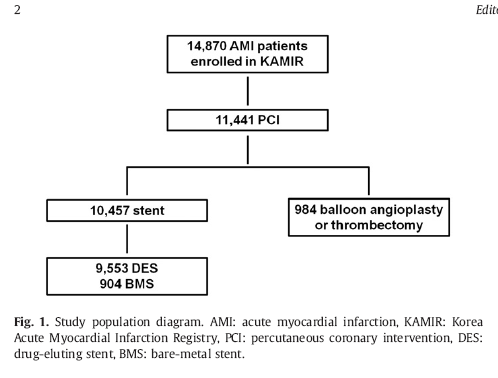 2
Edito
14,870 AMI patients
enrolled in KAMIR
11,441 PCI
10,457 stent
984 balloon angioplasty
or thrombectomy
9,553 DES
904 BMS
Fig. 1. Study population diagram. AMI: acute myocardial infarction, KAMIR: Korea
Acute Myocardial Infarction Registry, PCI: percutaneous coronary intervention, DES:
drug-eluting stent, BMS: bare-metal stent.